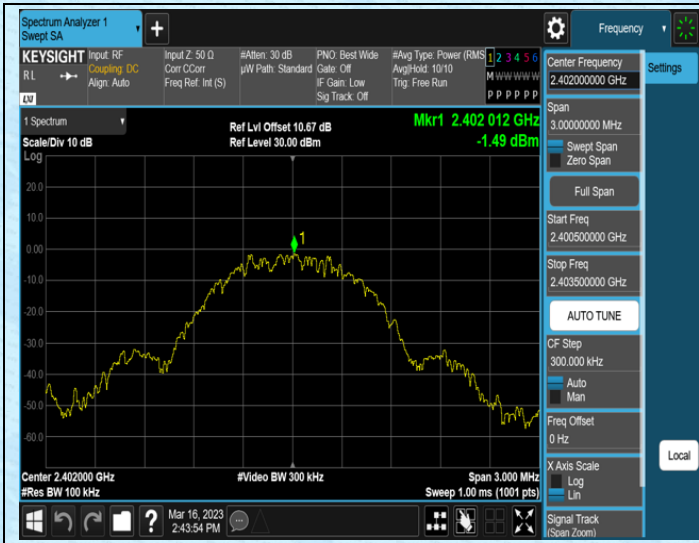 Spectrum Analyzer 1
Swept SA
Frequency
KEYSIGHT
RL
LXI
Input: RF
Coupling: DC
Align: Auto
Input Z: 50 Ω
Corr CCorr
Freq Ref: Int (S)
#Atten: 30 dB
µW Path: Standard
PNO: Best Wide
Gate: Off
IF Gain: Low
Sig Track: Off
#Avg Type: Power (RMS
Avg|Hold: 10/10
Trig: Free Run
1 2 3 4 5 6
M W W W W W
P P P P P P
1 Spectrum
Scale/Div 10 dB
Ref Lvl Offset 10.67 dB
Ref Level 30.00 dBm
Mkr1 2.402 012 GHz
-1.49 dBm
Log
20.0
10.0
0.00
-10.0
-20.0
-30.0
-40.0
-50.0
-60.0
1
Center 2.402000 GHz
#Res BW 100 kHz
#Video BW 300 kHz
Span 3.000 MHz
Sweep 1.00 ms (1001 pts)
Mar 16, 2023
2:43:54 PM
Center Frequency
2.402000000 GHz
Settings
Span
3.00000000 MHz
Swept Span
Zero Span
Full Span
Start Freq
2.400500000 GHz
Stop Freq
2.403500000 GHz
AUTO TUNE
CF Step
300.000 kHz
Auto
Man
Freq Offset
0 Hz
X Axis Scale
Log
Lin
Local
Signal Track
(Span Zoom)